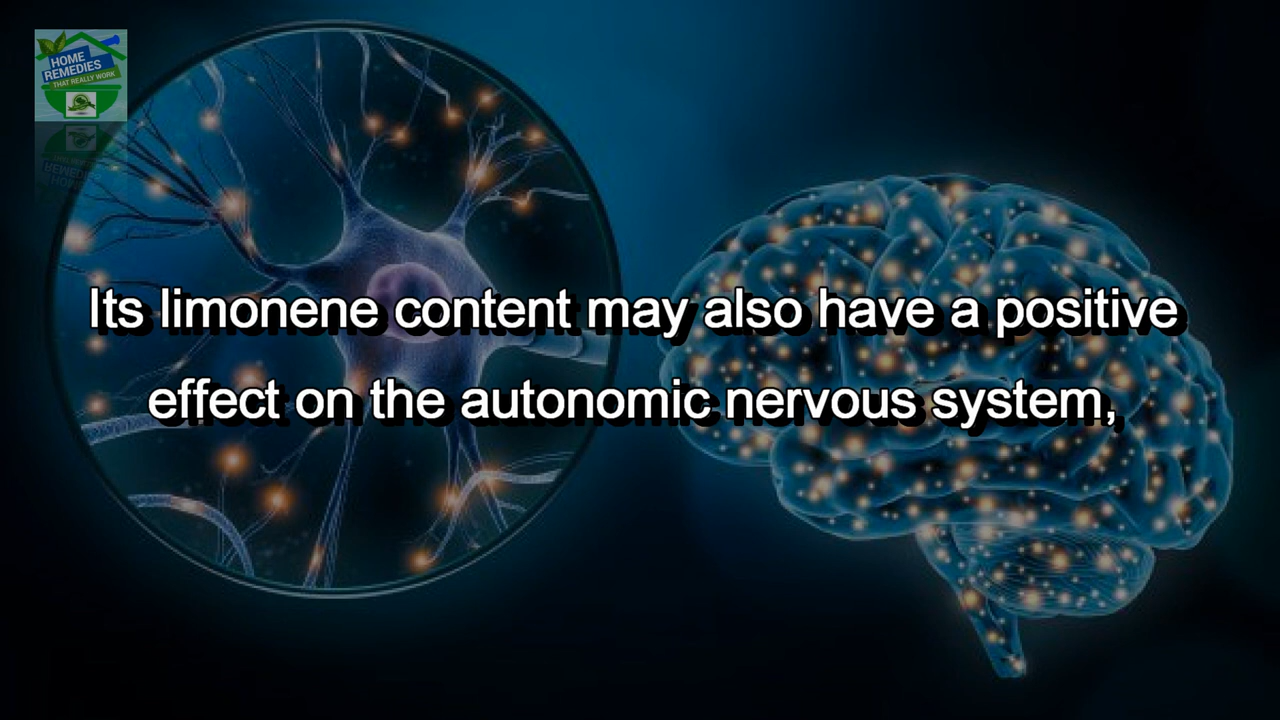 HOME
REMEDIES
THAT REALLY WORK
Its limonene content may also have a positive
effect on the autonomic nervous system,